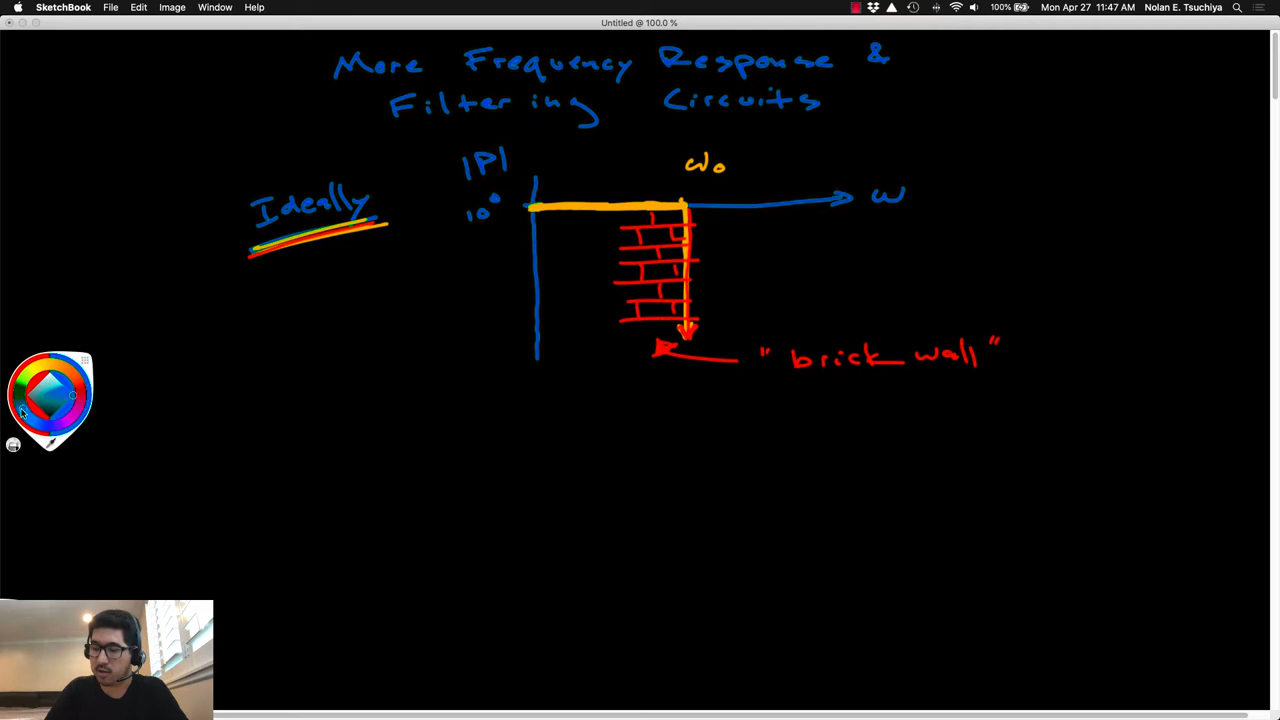 SketchBook File Edit Image Window Help
100% Mon Apr 27 11:47 AM Nolan E. Tsuchiya
Untitled @ 100.0 %
More Frequency Response &
Filtering Circuits
|P|
ω₀
Ideally
10⁰
ω
"brick wall"